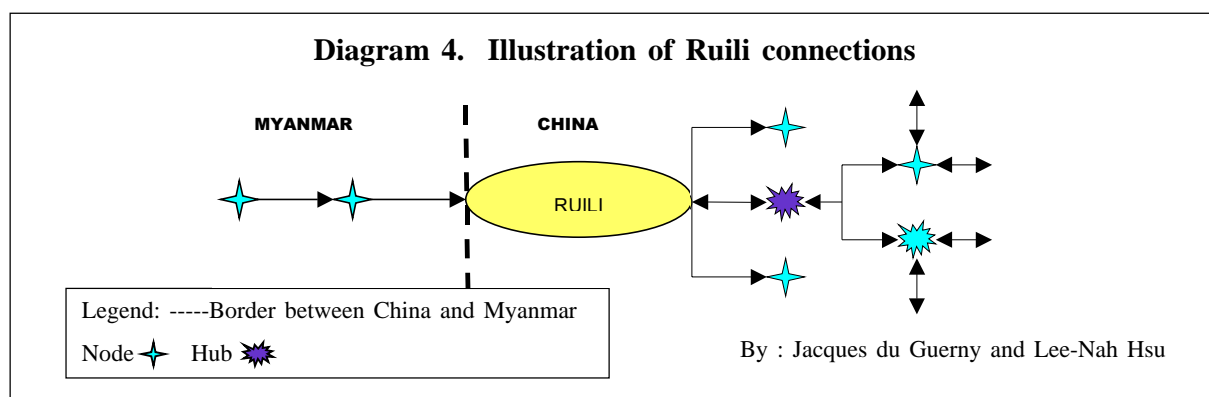 Diagram 4. Illustration of Ruili connections
MYANMAR CHINA
RUILI
Legend: -----Border between China and Myanmar
Node Hub
By : Jacques du Guerny and Lee-Nah Hsu